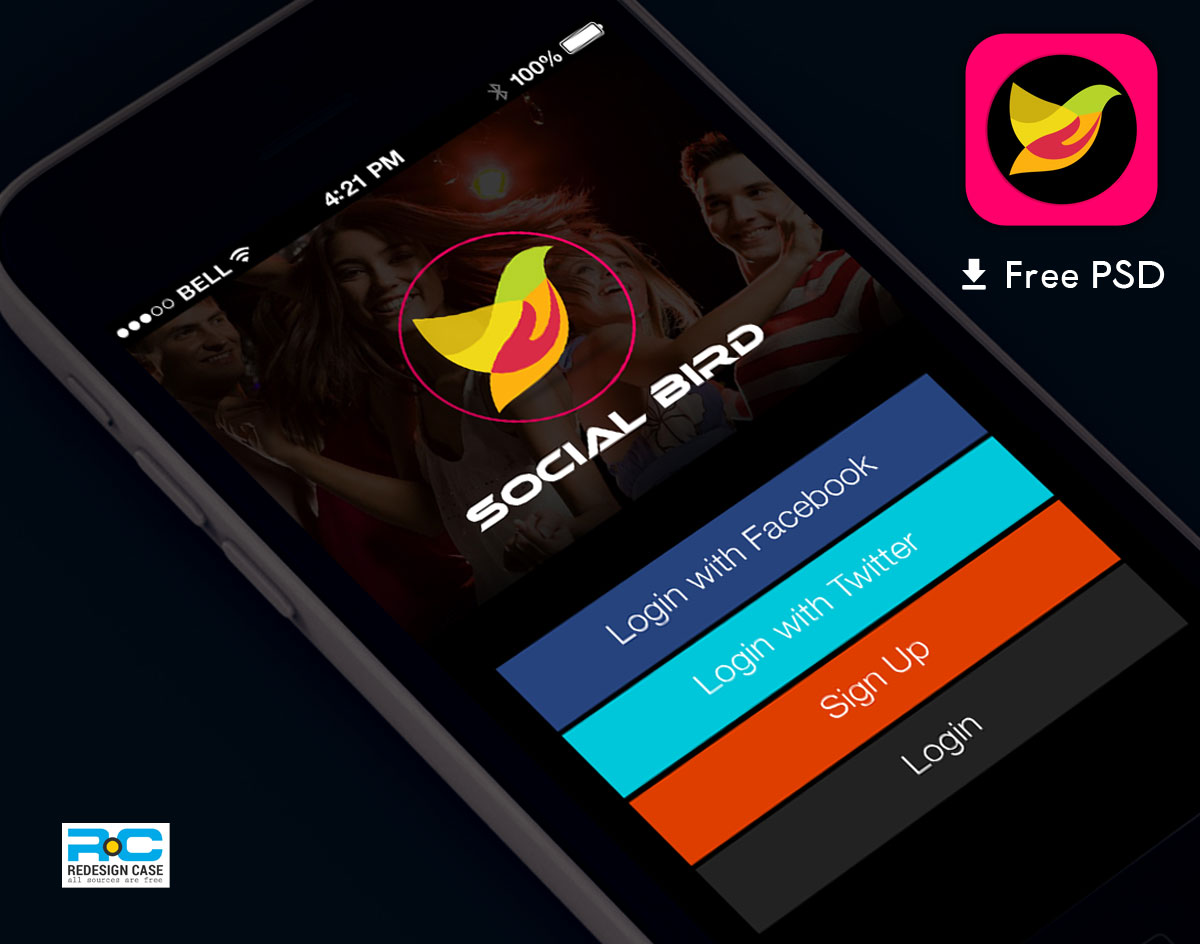 ●●●○○ BELL
4:21 PM
100%
SOCIAL BIRD
Login with Facebook
Login with Twitter
Sign Up
Login
Free PSD
RC
REDESIGN CASE
all sources are free